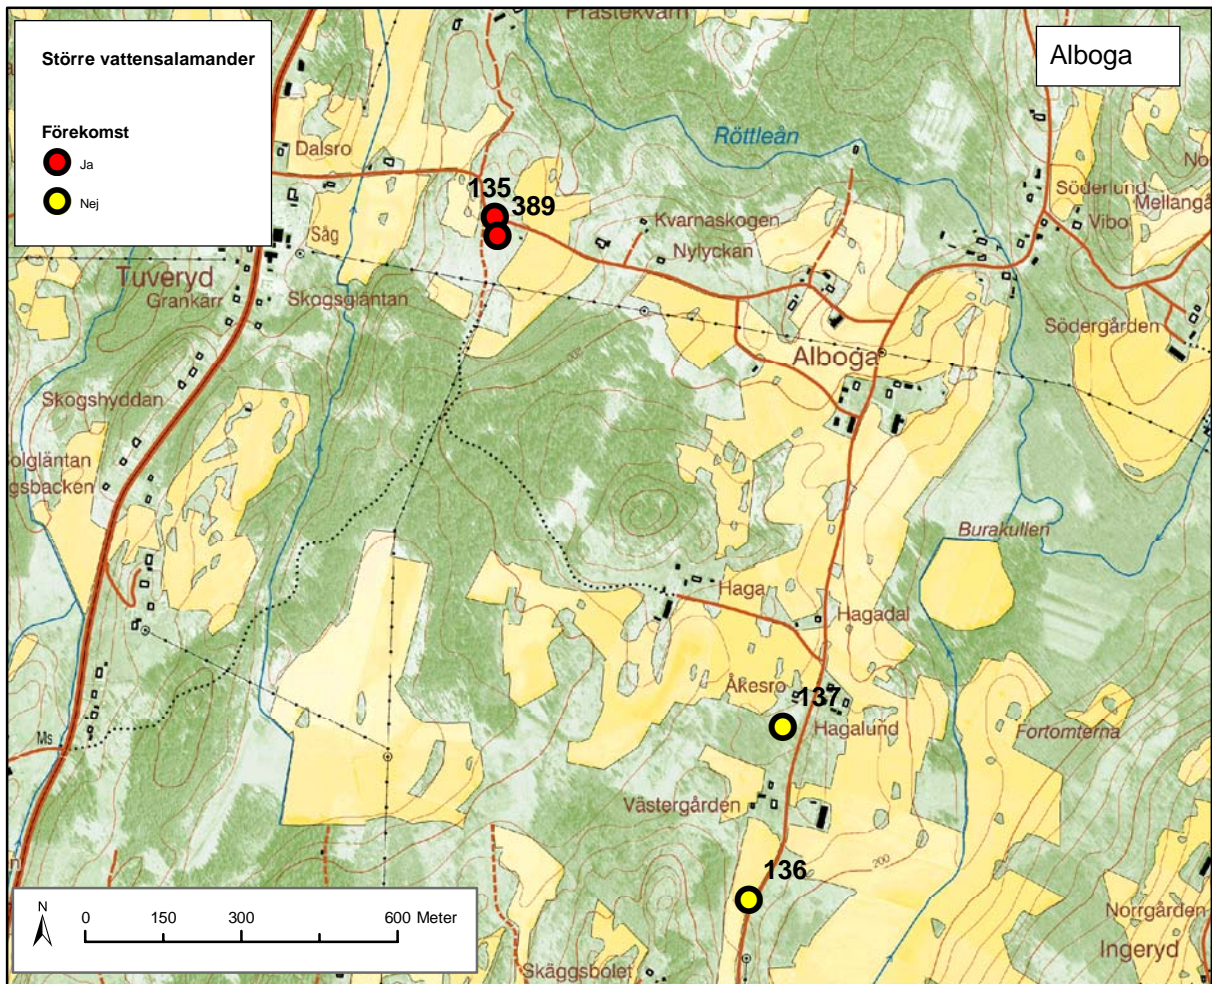 Större vattensalamander
Förekomst
Ja
Nej
Alboga
Prästekvarn
Röttleån
Dalsro
135
389
Söderlund
Mellangå
Vibo
Kvarnaskogen
Nylyckan
Såg
Tuveryd
Grankärr
Skogsgläntan
Södergården
Alboga
Skogshyddan
olgläntan
gsbacken
Burakullen
Haga
Hagadal
Åkesro
137
Hagalund
Fortomterna
Ms
Västergården
200
136
N
0 150 300 600 Meter
Norrgården
Ingeryd
Skäggsbolet